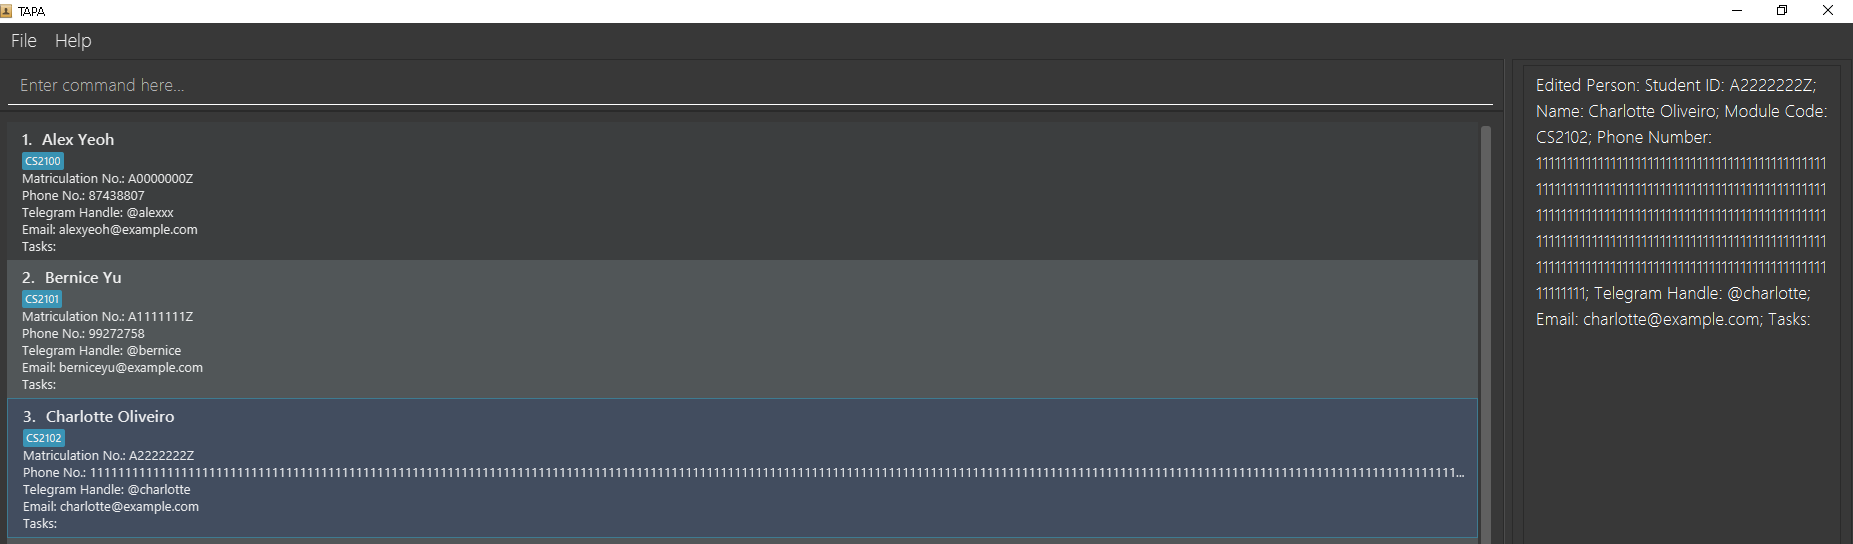 TAPA
File Help
Enter command here...
1. Alex Yeoh
CS2100
Matriculation No.: A0000000Z
Phone No.: 87438807
Telegram Handle: @alexxx
Email: alexyeoh@example.com
Tasks:
2. Bernice Yu
CS2101
Matriculation No.: A1111111Z
Phone No.: 99272758
Telegram Handle: @bernice
Email: berniceyu@example.com
Tasks:
3. Charlotte Oliveiro
CS2102
Matriculation No.: A2222222Z
Phone No.:
Telegram Handle: @charlotte
Email: charlotte@example.com
Tasks:
Edited Person: Student ID: A2222222Z;
Name: Charlotte Oliveiro; Module Code:
CS2102; Phone Number:
11111111; Telegram Handle: @charlotte;
Email: charlotte@example.com; Tasks: